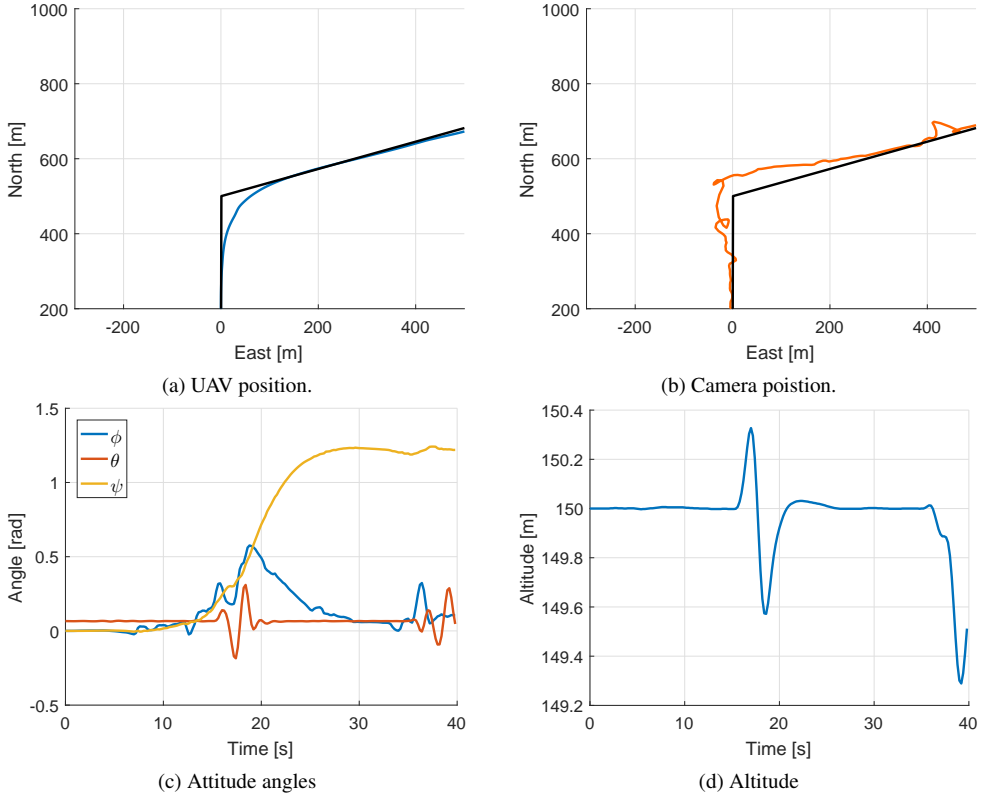 1000
800
600
400
200
North [m]
-200
0
200
400
East [m]
(a) UAV position.
1000
800
600
400
200
North [m]
-200
0
200
400
East [m]
(b) Camera poistion.
1.5
1
0.5
0
-0.5
Angle [rad]
ϕ
θ
ψ
0
10
20
30
40
Time [s]
(c) Attitude angles
150.4
150.2
150
149.8
149.6
149.4
149.2
Altitude [m]
0
10
20
30
40
Time [s]
(d) Altitude